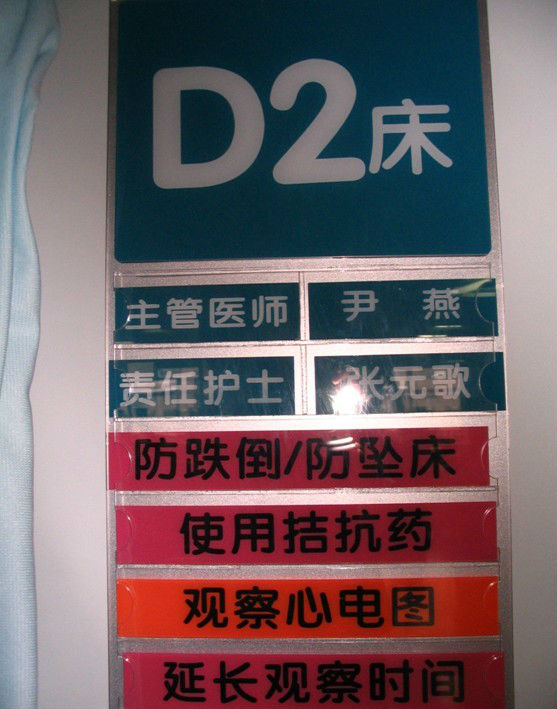 D2床
主管医师 尹 燕
责任护士 张元歌
防跌倒/防坠床
使用拮抗药
观察心电图
延长观察时间